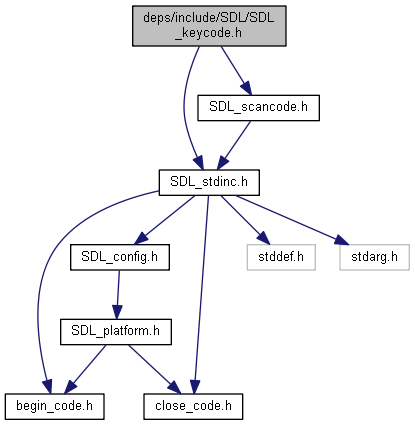 deps/include/SDL/SDL
_keycode.h
SDL_scancode.h
SDL_stdinc.h
SDL_config.h
stddef.h
stdarg.h
SDL_platform.h
begin_code.h
close_code.h